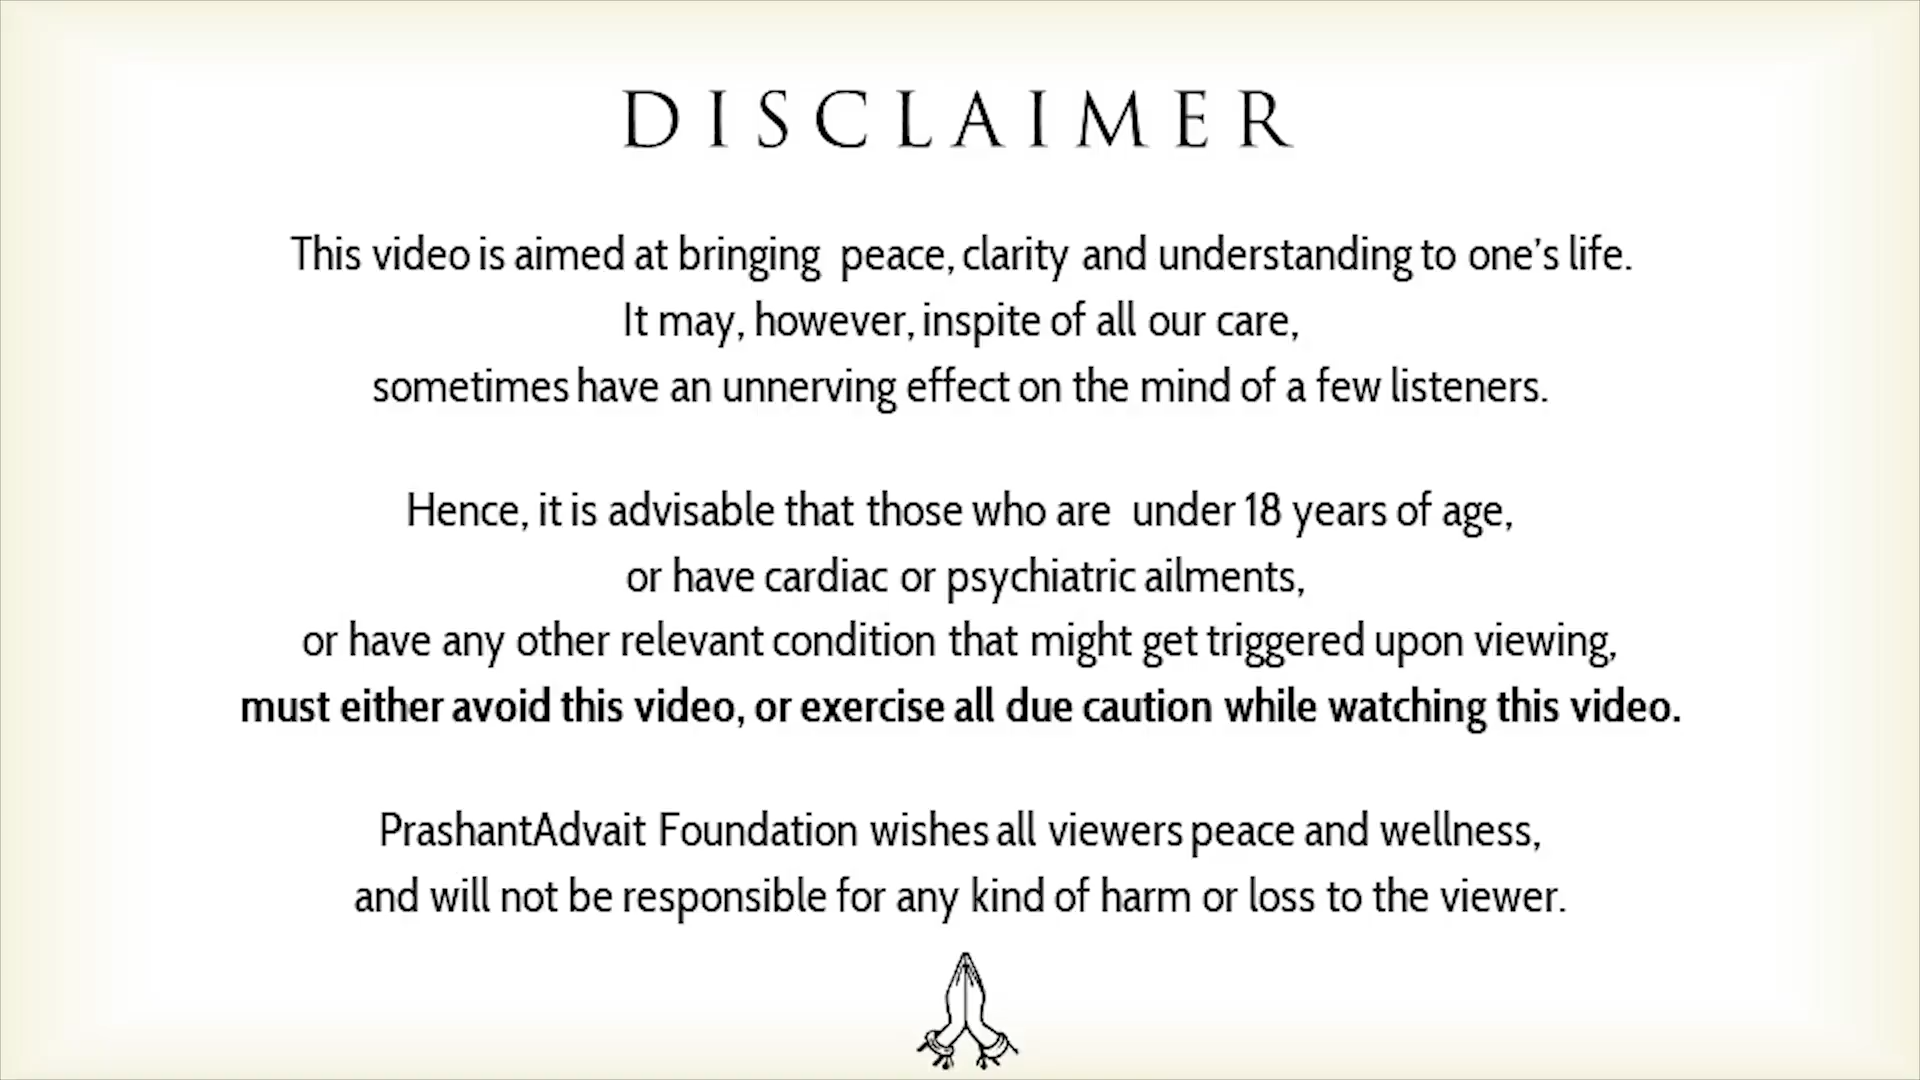 DISCLAIMER
This video is aimed at bringing peace, clarity and understanding to one's life.
It may, however, inspite of all our care,
sometimes have an unnerving effect on the mind of a few listeners.
Hence, it is advisable that those who are under 18 years of age,
or have cardiac or psychiatric ailments,
or have any other relevant condition that might get triggered upon viewing,
must either avoid this video, or exercise all due caution while watching this video.
PrashantAdvait Foundation wishes all viewers peace and wellness,
and will not be responsible for any kind of harm or loss to the viewer.